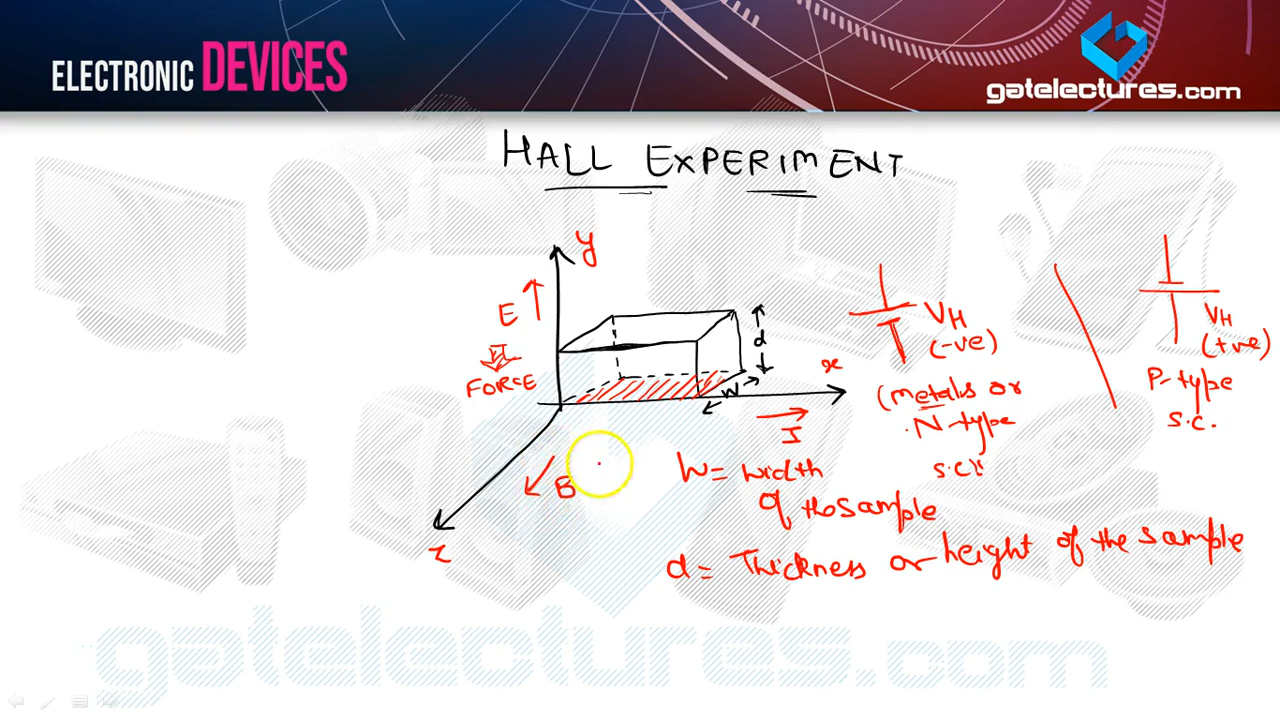 ELECTRONIC DEVICES
gatelectures.com
HALL EXPERIMENT
y
E
FORCE
d
W
x
I
B
z
VH
(-ve)
(metals or
N-type
s.c)
VH
(+ve)
P-type
s.c.
W = width
of the sample
d = Thickness or height of the sample
gatelectures.com